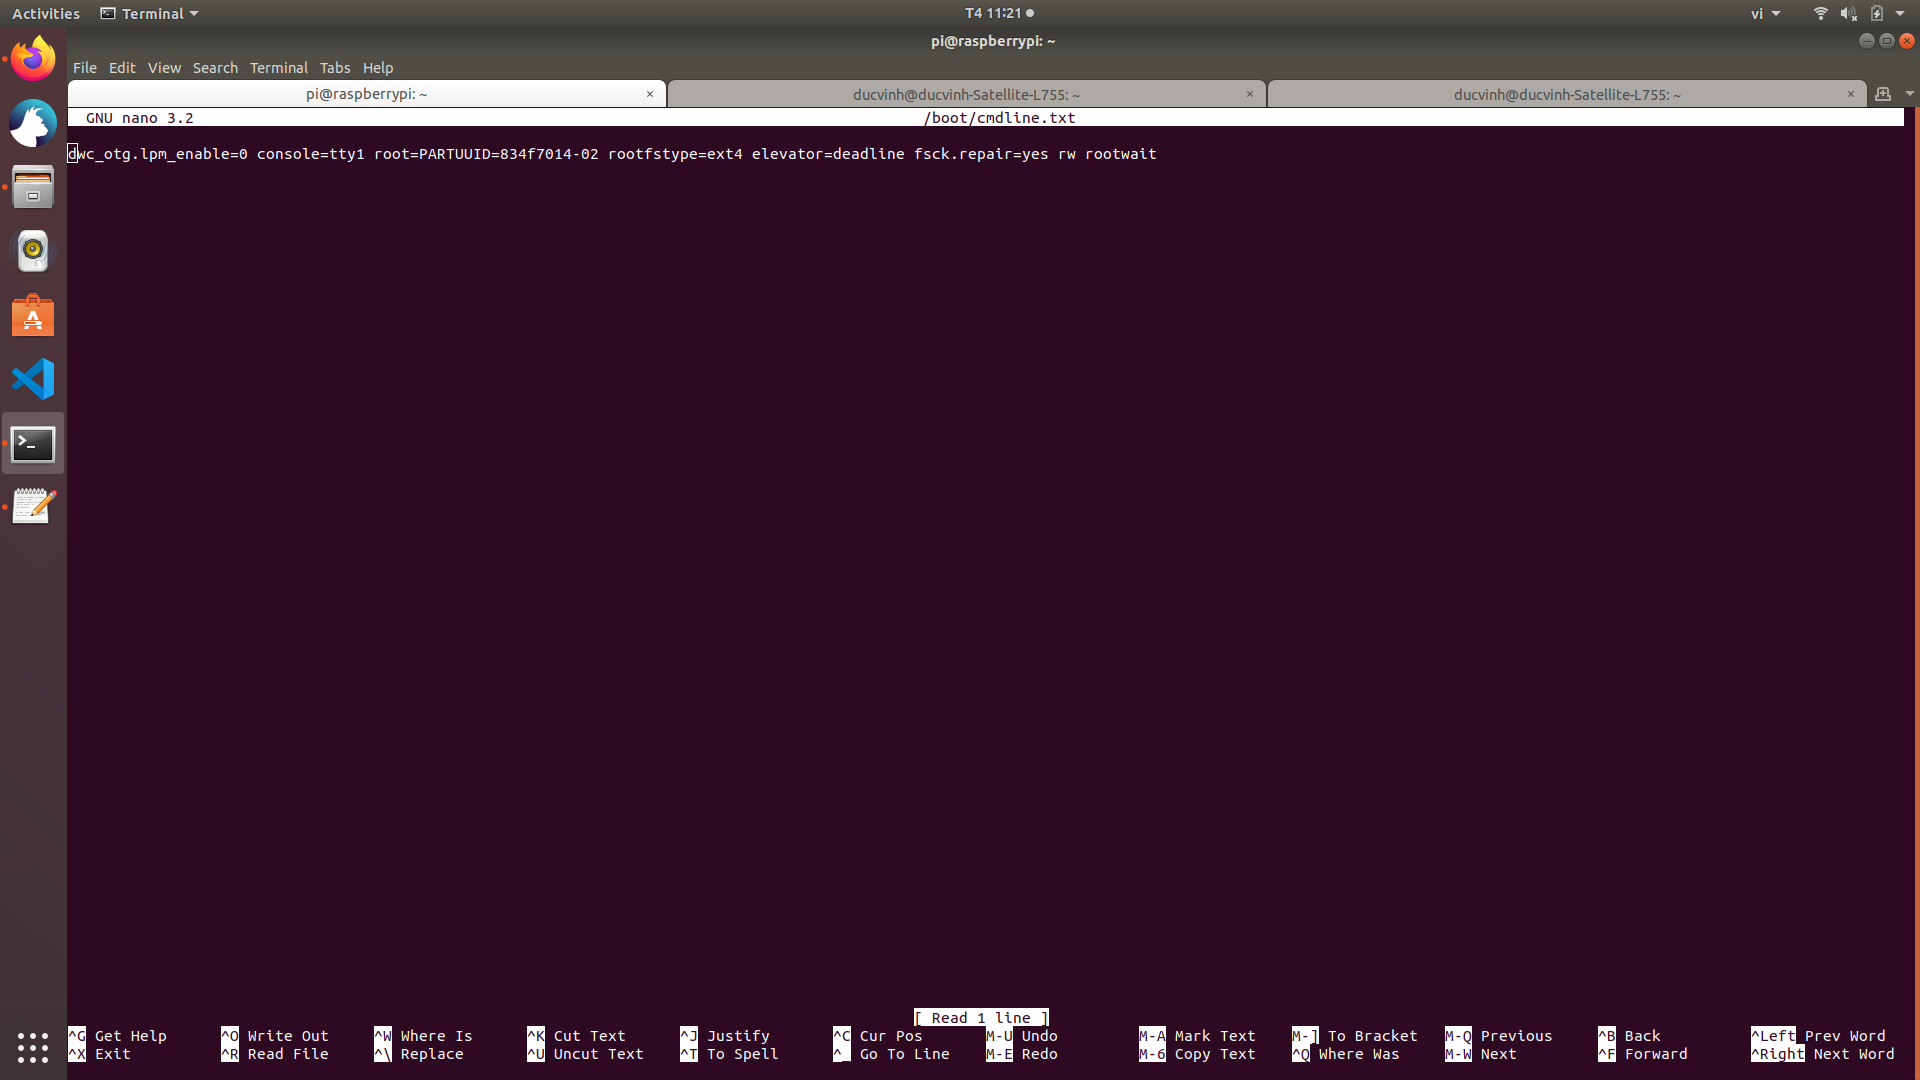 Activities Terminal T4 11:21 vi
pi@raspberrypi: ~
File Edit View Search Terminal Tabs Help
pi@raspberrypi: ~ × ducvinh@ducvinh-Satellite-L755: ~ × ducvinh@ducvinh-Satellite-L755: ~ ×
GNU nano 3.2 /boot/cmdline.txt
dwc_otg.lpm_enable=0 console=tty1 root=PARTUUID=834f7014-02 rootfstype=ext4 elevator=deadline fsck.repair=yes rw rootwait
[ Read 1 line ]
^G Get Help ^O Write Out ^W Where Is ^K Cut Text ^J Justify ^C Cur Pos M-U Undo M-A Mark Text M-] To Bracket M-Q Previous ^B Back ^Left Prev Word
^X Exit ^R Read File ^\ Replace ^U Uncut Text ^T To Spell ^_ Go To Line M-E Redo M-6 Copy Text ^Q Where Was M-W Next ^F Forward ^Right Next Word